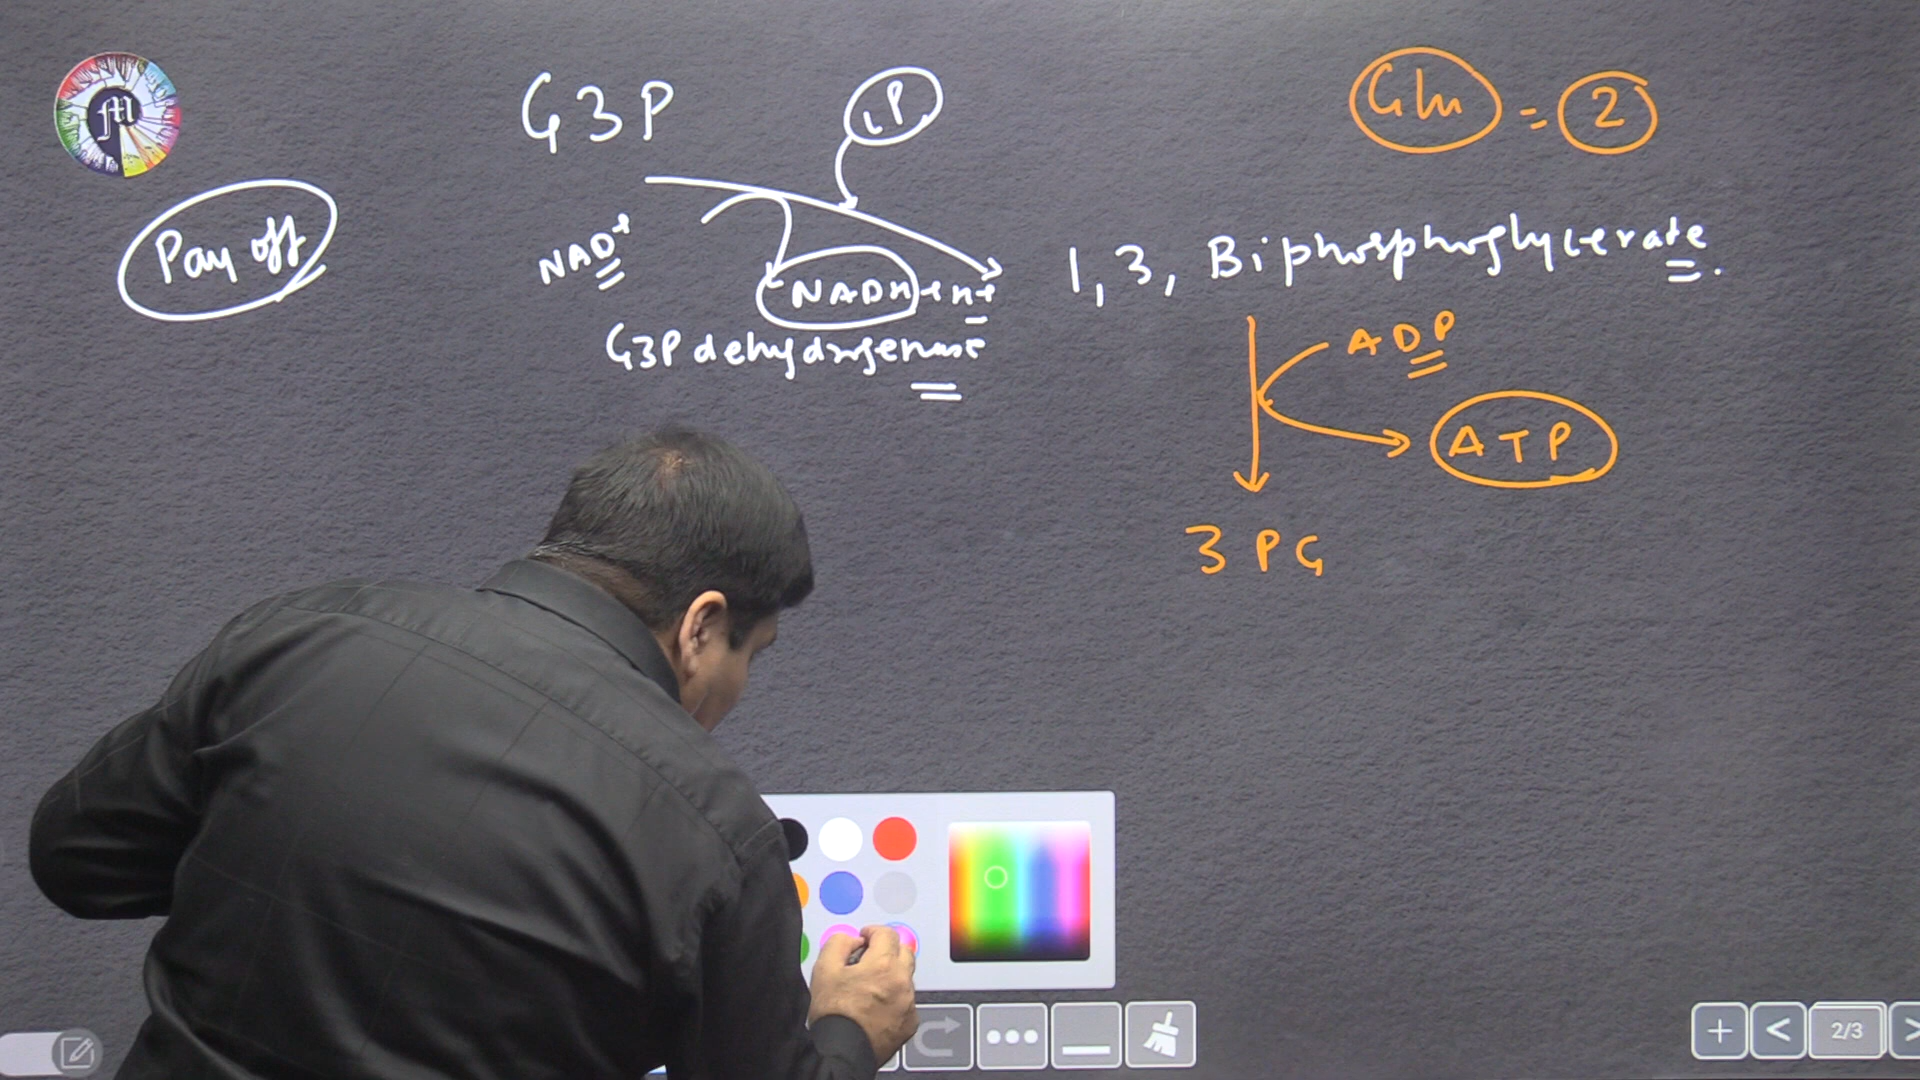 G3P
iP
Glu = 2
Pay off
NAD+
NADH + H+
1,3, Biphosphoglycerate.
G3P dehydrogenase
ADP
ATP
3 PG
2/3